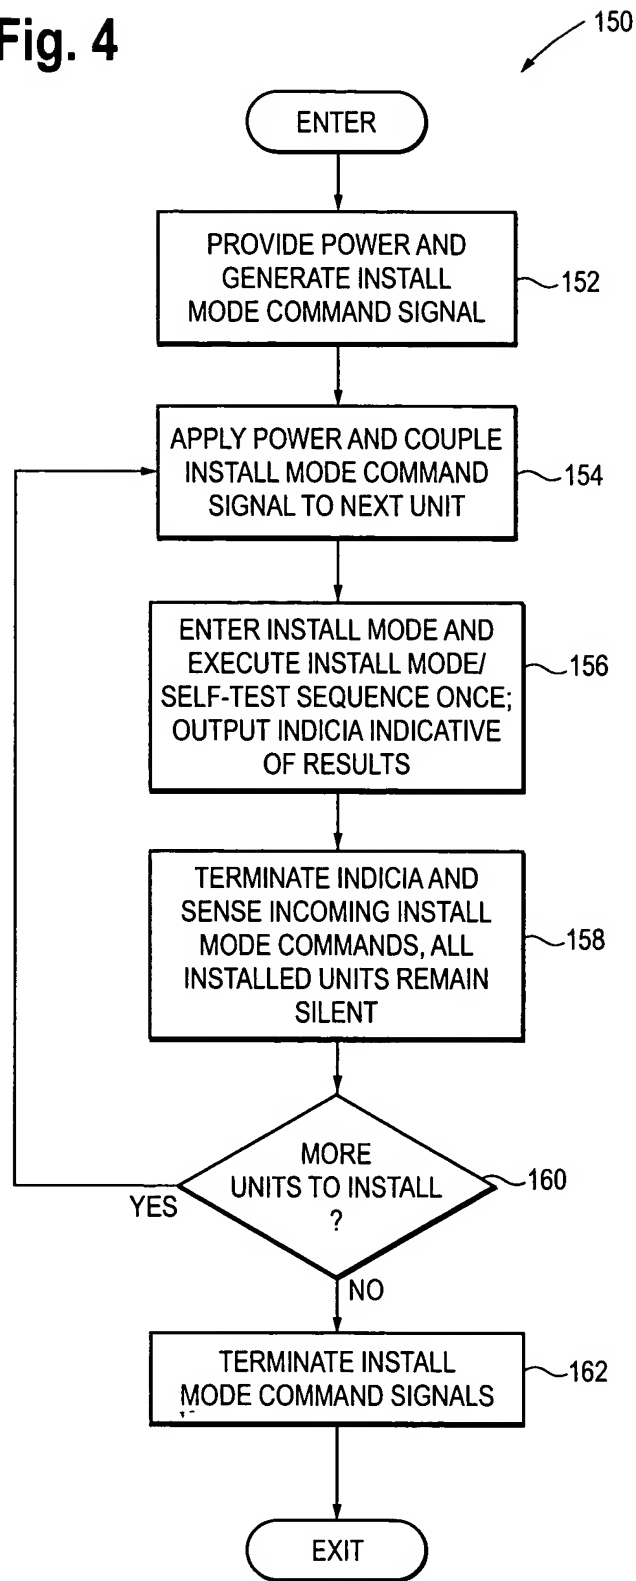 Fig. 4
150
ENTER
PROVIDE POWER AND
GENERATE INSTALL
MODE COMMAND SIGNAL
152
APPLY POWER AND COUPLE
INSTALL MODE COMMAND
SIGNAL TO NEXT UNIT
154
ENTER INSTALL MODE AND
EXECUTE INSTALL MODE/
SELF-TEST SEQUENCE ONCE;
OUTPUT INDICIA INDICATIVE
OF RESULTS
156
TERMINATE INDICIA AND
SENSE INCOMING INSTALL
MODE COMMANDS, ALL
INSTALLED UNITS REMAIN
SILENT
158
MORE
UNITS TO INSTALL
?
160
YES
NO
TERMINATE INSTALL
MODE COMMAND SIGNALS
162
EXIT